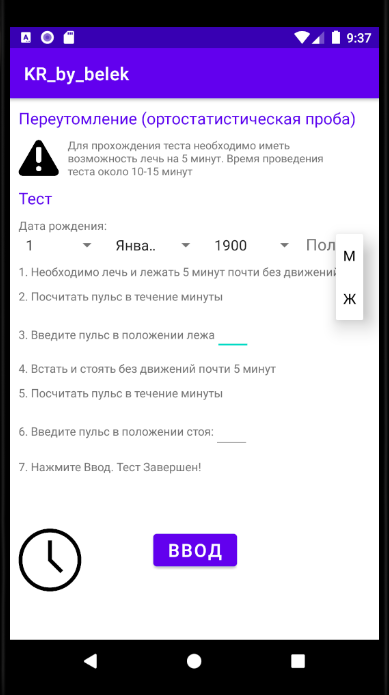 9:37
KR_by_belek
Переутомление (ортостатистическая проба)
Для прохождения теста необходимо иметь
возможность лечь на 5 минут. Время проведения
теста около 10-15 минут
Тест
Дата рождения:
1 Янва.. 1900 Пол
М
Ж
1. Необходимо лечь и лежать 5 минут почти без движений
2. Посчитать пульс в течение минуты
3. Введите пульс в положении лежа
4. Встать и стоять без движений почти 5 минут
5. Посчитать пульс в течение минуты
6. Введите пульс в положении стоя:
7. Нажмите Ввод. Тест Завершен!
ВВОД